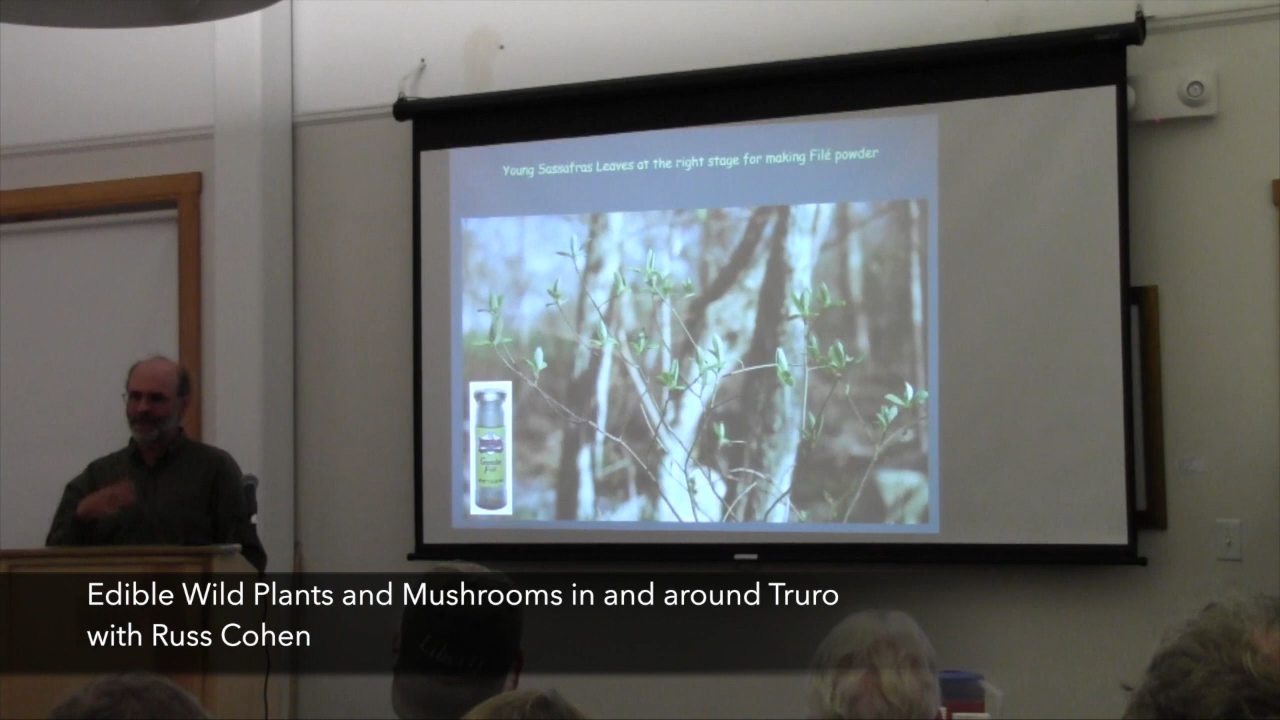 Young Sassafras Leaves at the right stage for making Filé powder
Edible Wild Plants and Mushrooms in and around Truro
with Russ Cohen